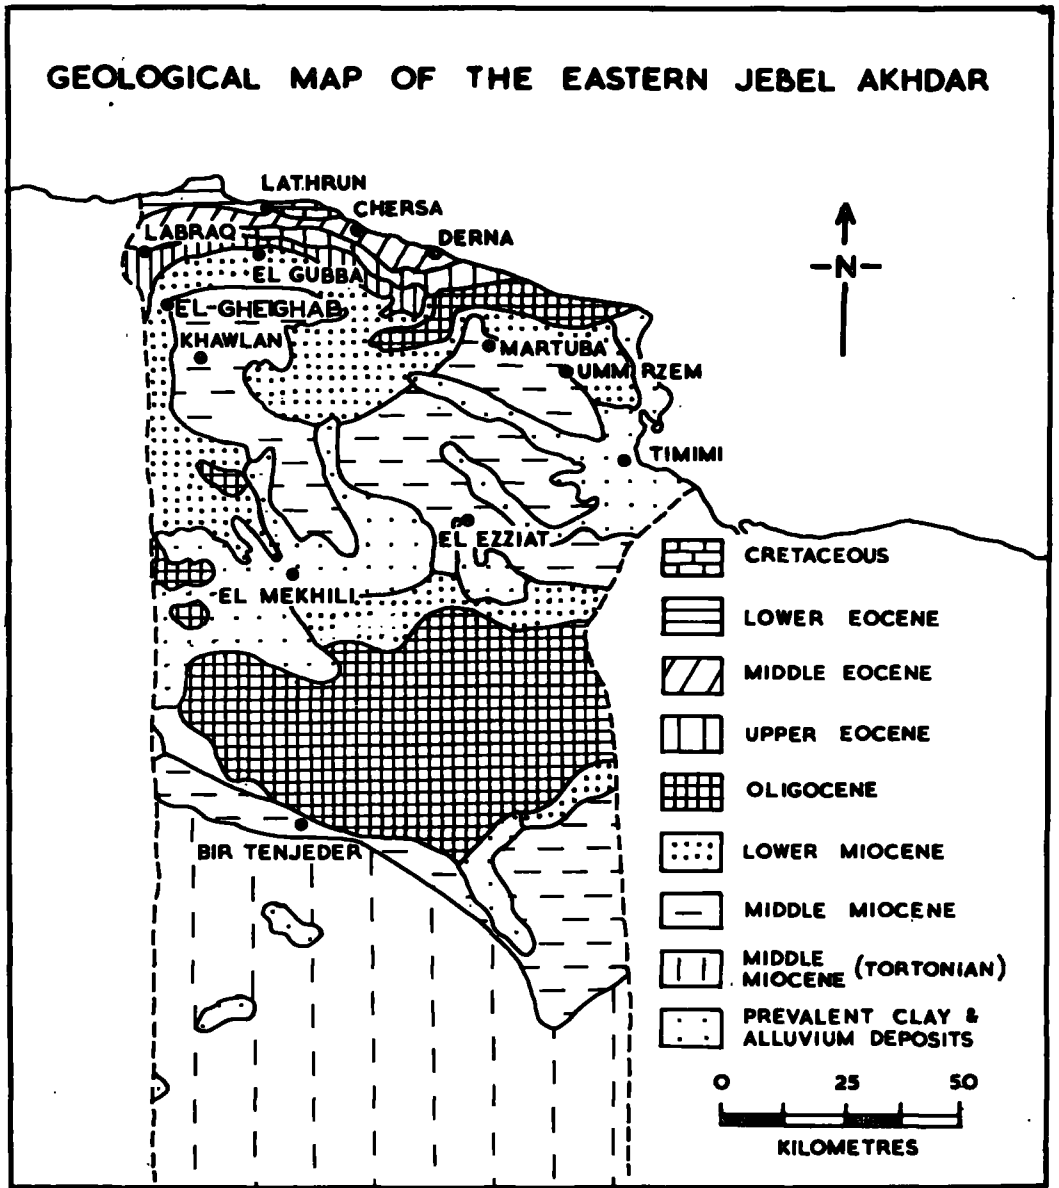 GEOLOGICAL MAP OF THE EASTERN JEBEL AKHDAR
LATHRUN
CHERSA
LABRAQ
DERNA
EL GUBBA
N
EL-GHEIGHAB
KHAWLAN
MARTUBA
UMM RZEM
TIMIMI
EL EZZIAT
EL MEKHILI
BIR TENJEDER
CRETACEOUS
LOWER EOCENE
MIDDLE EOCENE
UPPER EOCENE
OLIGOCENE
LOWER MIOCENE
MIDDLE MIOCENE
MIDDLE
MIOCENE (TORTONIAN)
PREVALENT CLAY &
ALLUVIUM DEPOSITS
0 25 50
KILOMETRES